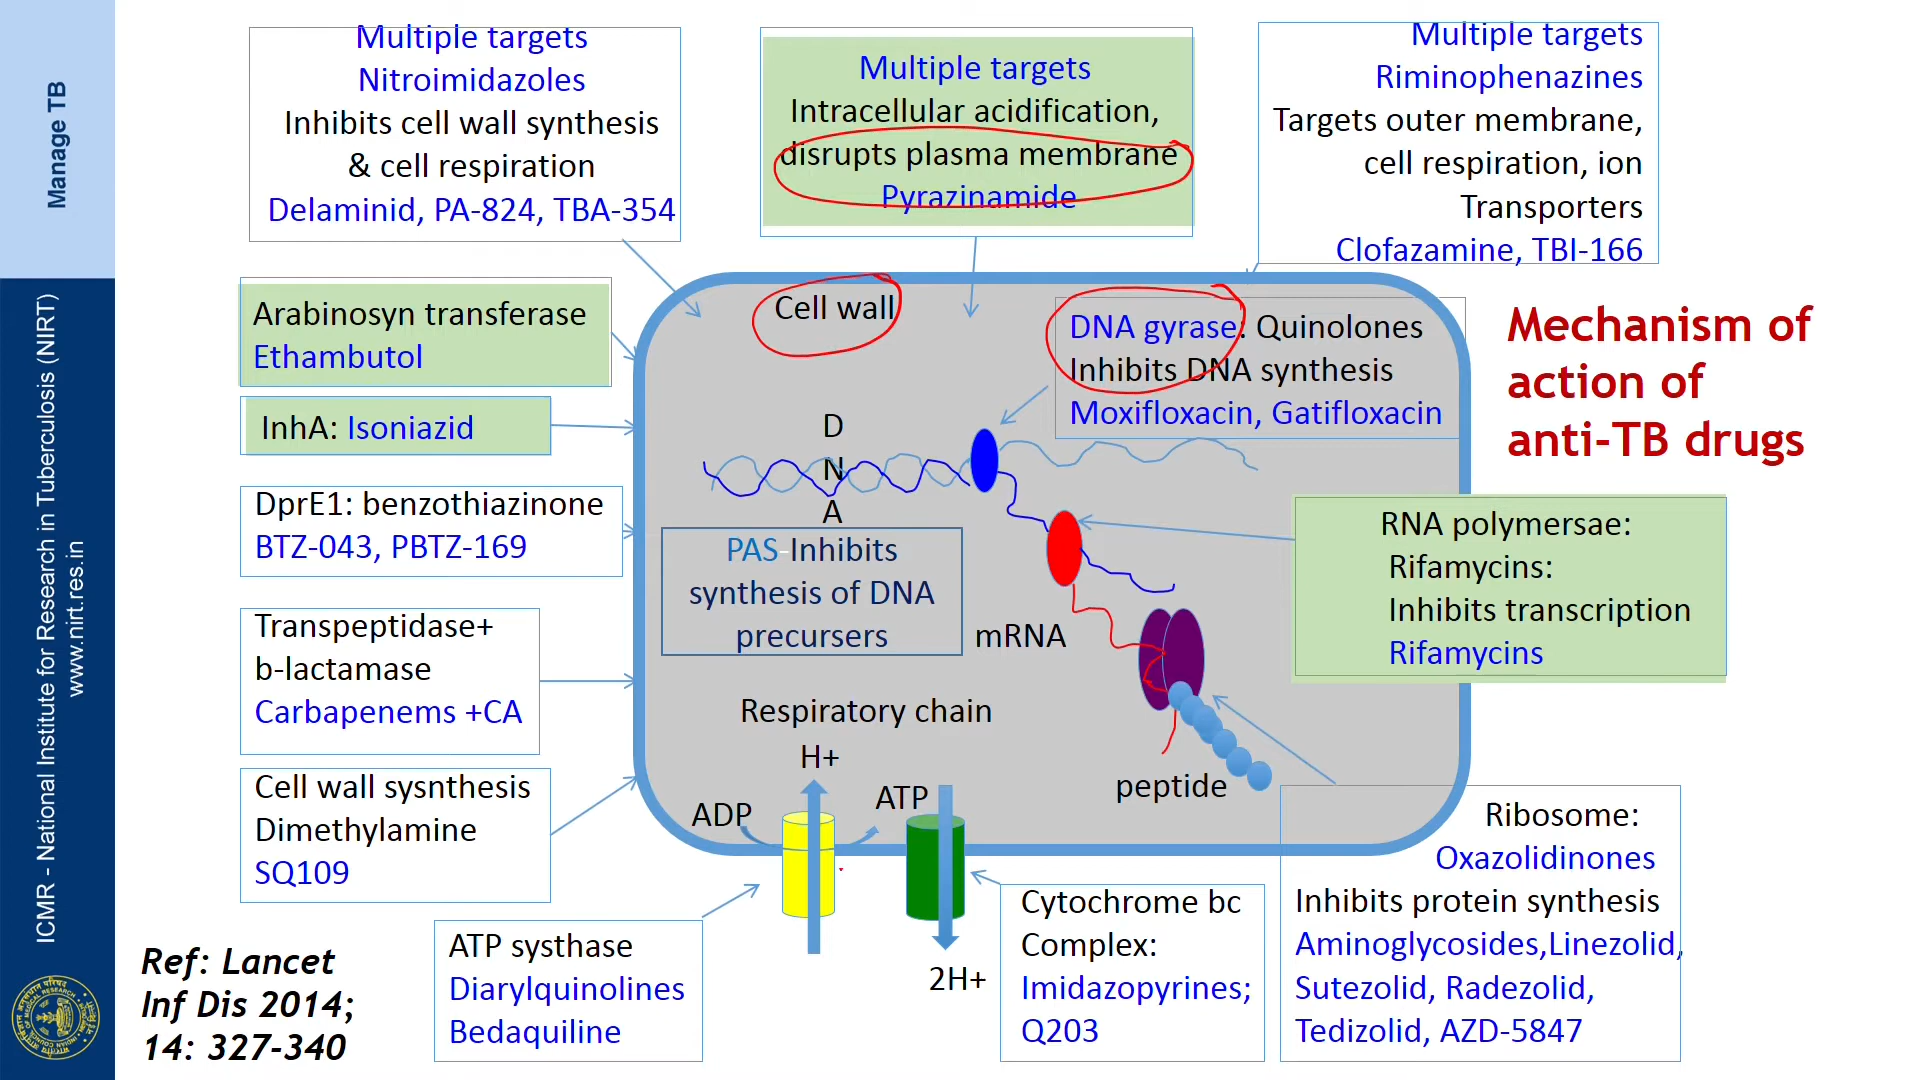 Manage TB
ICMR - National Institute for Research in Tuberculosis (NIRT)
www.nirt.res.in
Multiple targets
Nitroimidazoles
Inhibits cell wall synthesis
& cell respiration
Delaminid, PA-824, TBA-354
Multiple targets
Intracellular acidification,
disrupts plasma membrane
Pyrazinamide
Multiple targets
Riminophenazines
Targets outer membrane,
cell respiration, ion
Transporters
Clofazamine, TBI-166
Arabinosyn transferase
Ethambutol
InhA: Isoniazid
DprE1: benzothiazinone
BTZ-043, PBTZ-169
Transpeptidase+
b-lactamase
Carbapenems +CA
Cell wall sysnthesis
Dimethylamine
SQ109
Cell wall
DNA gyrase: Quinolones
Inhibits DNA synthesis
Moxifloxacin, Gatifloxacin
D
N
A
PAS-Inhibits
synthesis of DNA
precursers
mRNA
Respiratory chain
H+
ADP
ATP
peptide
2H+
Mechanism of
action of
anti-TB drugs
RNA polymersae:
Rifamycins:
Inhibits transcription
Rifamycins
Ribosome:
Oxazolidinones
Inhibits protein synthesis
Aminoglycosides,Linezolid,
Sutezolid, Radezolid,
Tedizolid, AZD-5847
Cytochrome bc
Complex:
Imidazopyrines;
Q203
ATP systhase
Diarylquinolines
Bedaquiline
Ref: Lancet
Inf Dis 2014;
14: 327-340